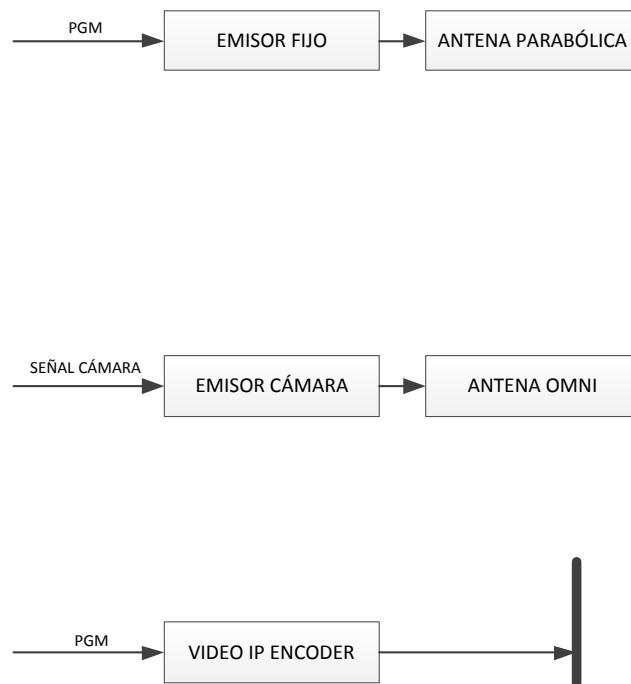 PGM
EMISOR FIJO
ANTENA PARABÓLICA
SEÑAL CÁMARA
EMISOR CÁMARA
ANTENA OMNI
PGM
VIDEO IP ENCODER